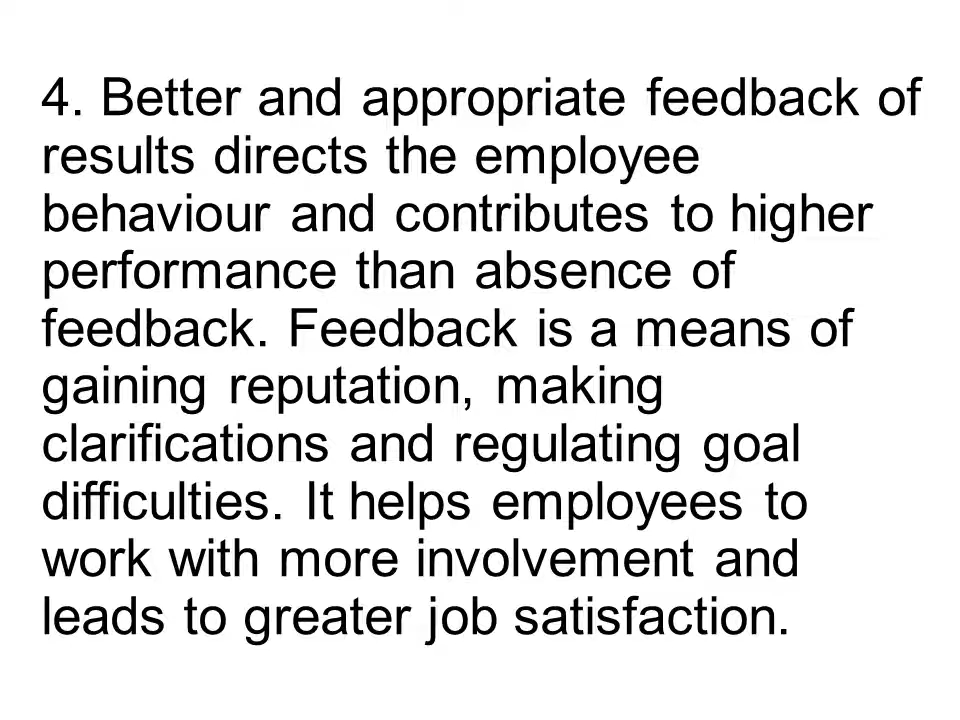 4. Better and appropriate feedback of
results directs the employee
behaviour and contributes to higher
performance than absence of
feedback. Feedback is a means of
gaining reputation, making
clarifications and regulating goal
difficulties. It helps employees to
work with more involvement and
leads to greater job satisfaction.